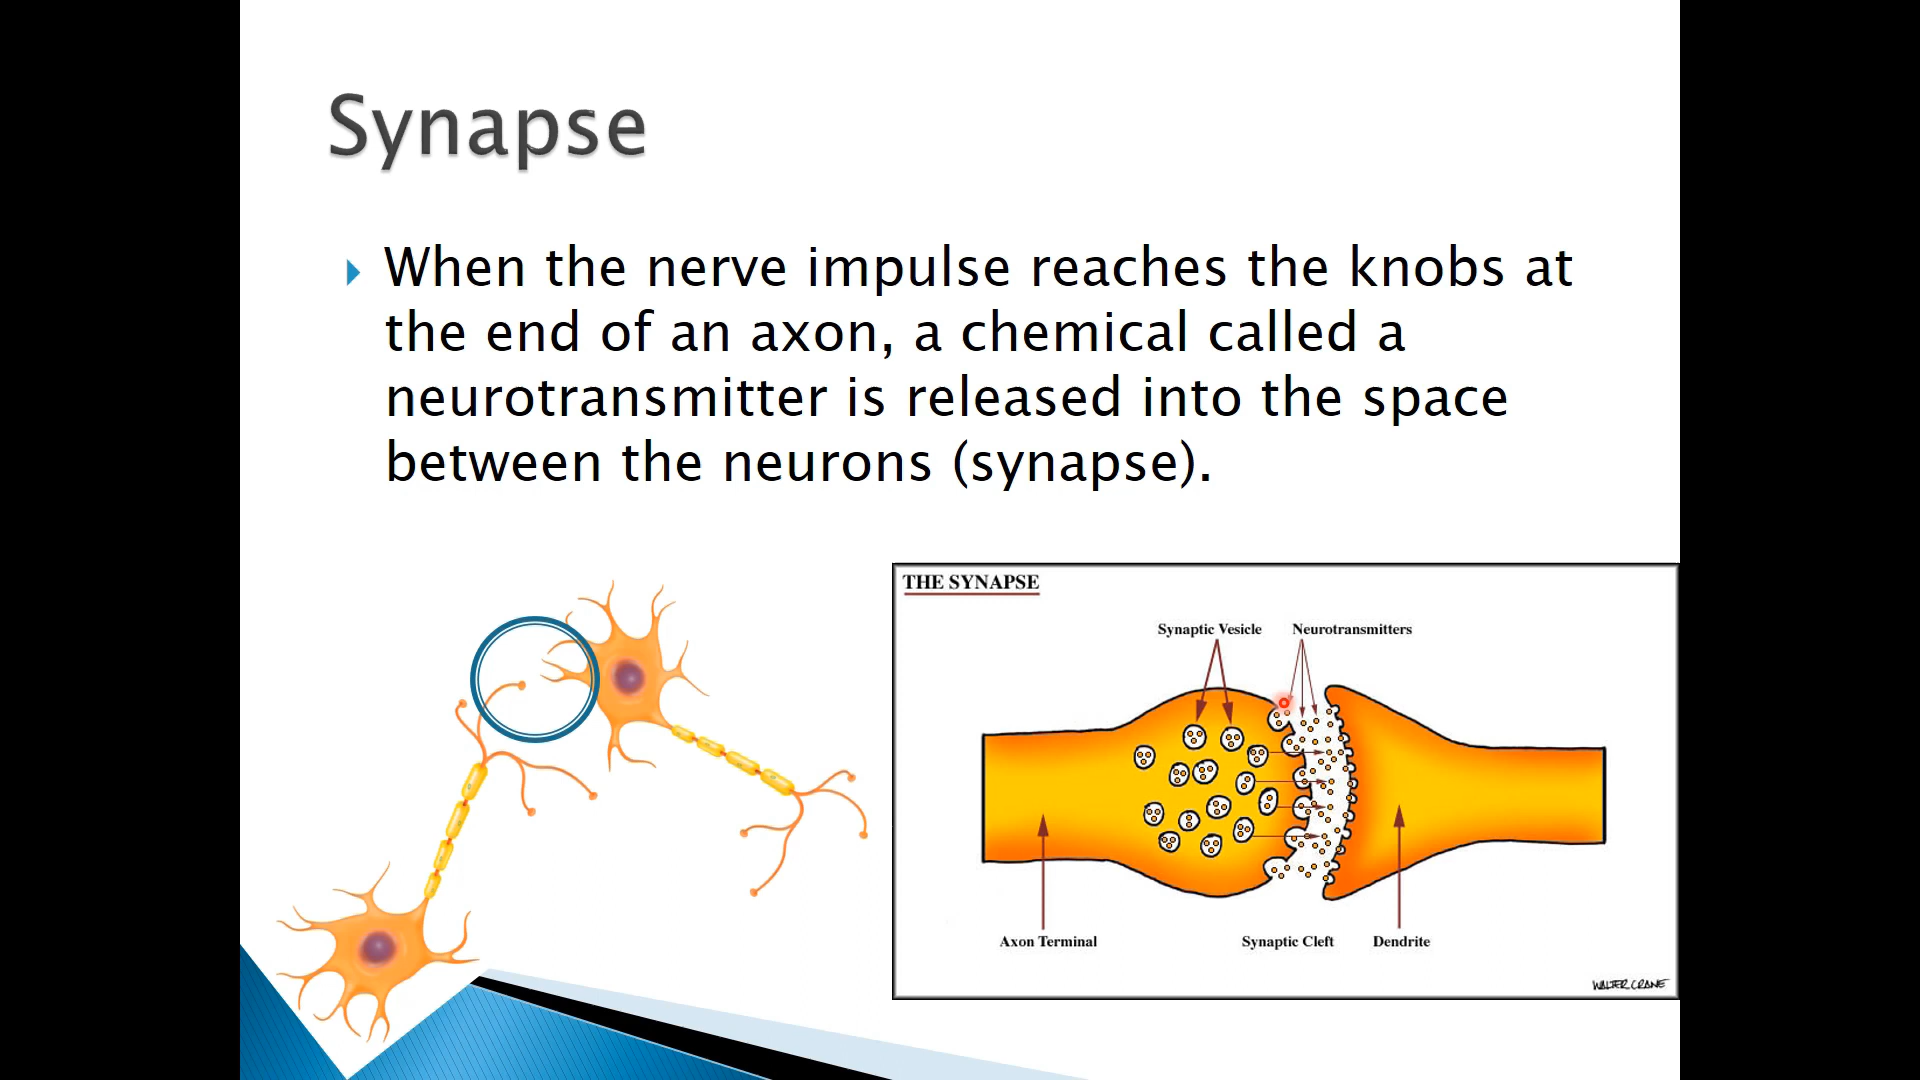 Synapse
When the nerve impulse reaches the knobs at
the end of an axon, a chemical called a
neurotransmitter is released into the space
between the neurons (synapse).
THE SYNAPSE
Synaptic Vesicle
Neurotransmitters
Axon Terminal
Synaptic Cleft
Dendrite
WALTER CRANE